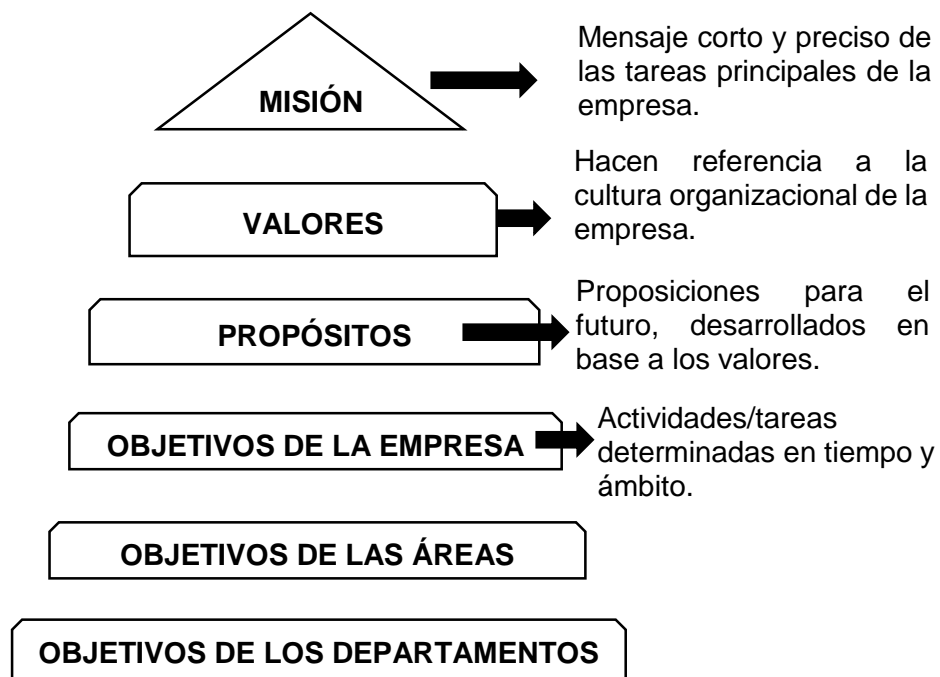 MISIÓN
Mensaje corto y preciso de
las tareas principales de la
empresa.
VALORES
Hacen referencia a la
cultura organizacional de la
empresa.
PROPÓSITOS
Proposiciones para el
futuro, desarrollados en
base a los valores.
OBJETIVOS DE LA EMPRESA
Actividades/tareas
determinadas en tiempo y
ámbito.
OBJETIVOS DE LAS ÁREAS
OBJETIVOS DE LOS DEPARTAMENTOS